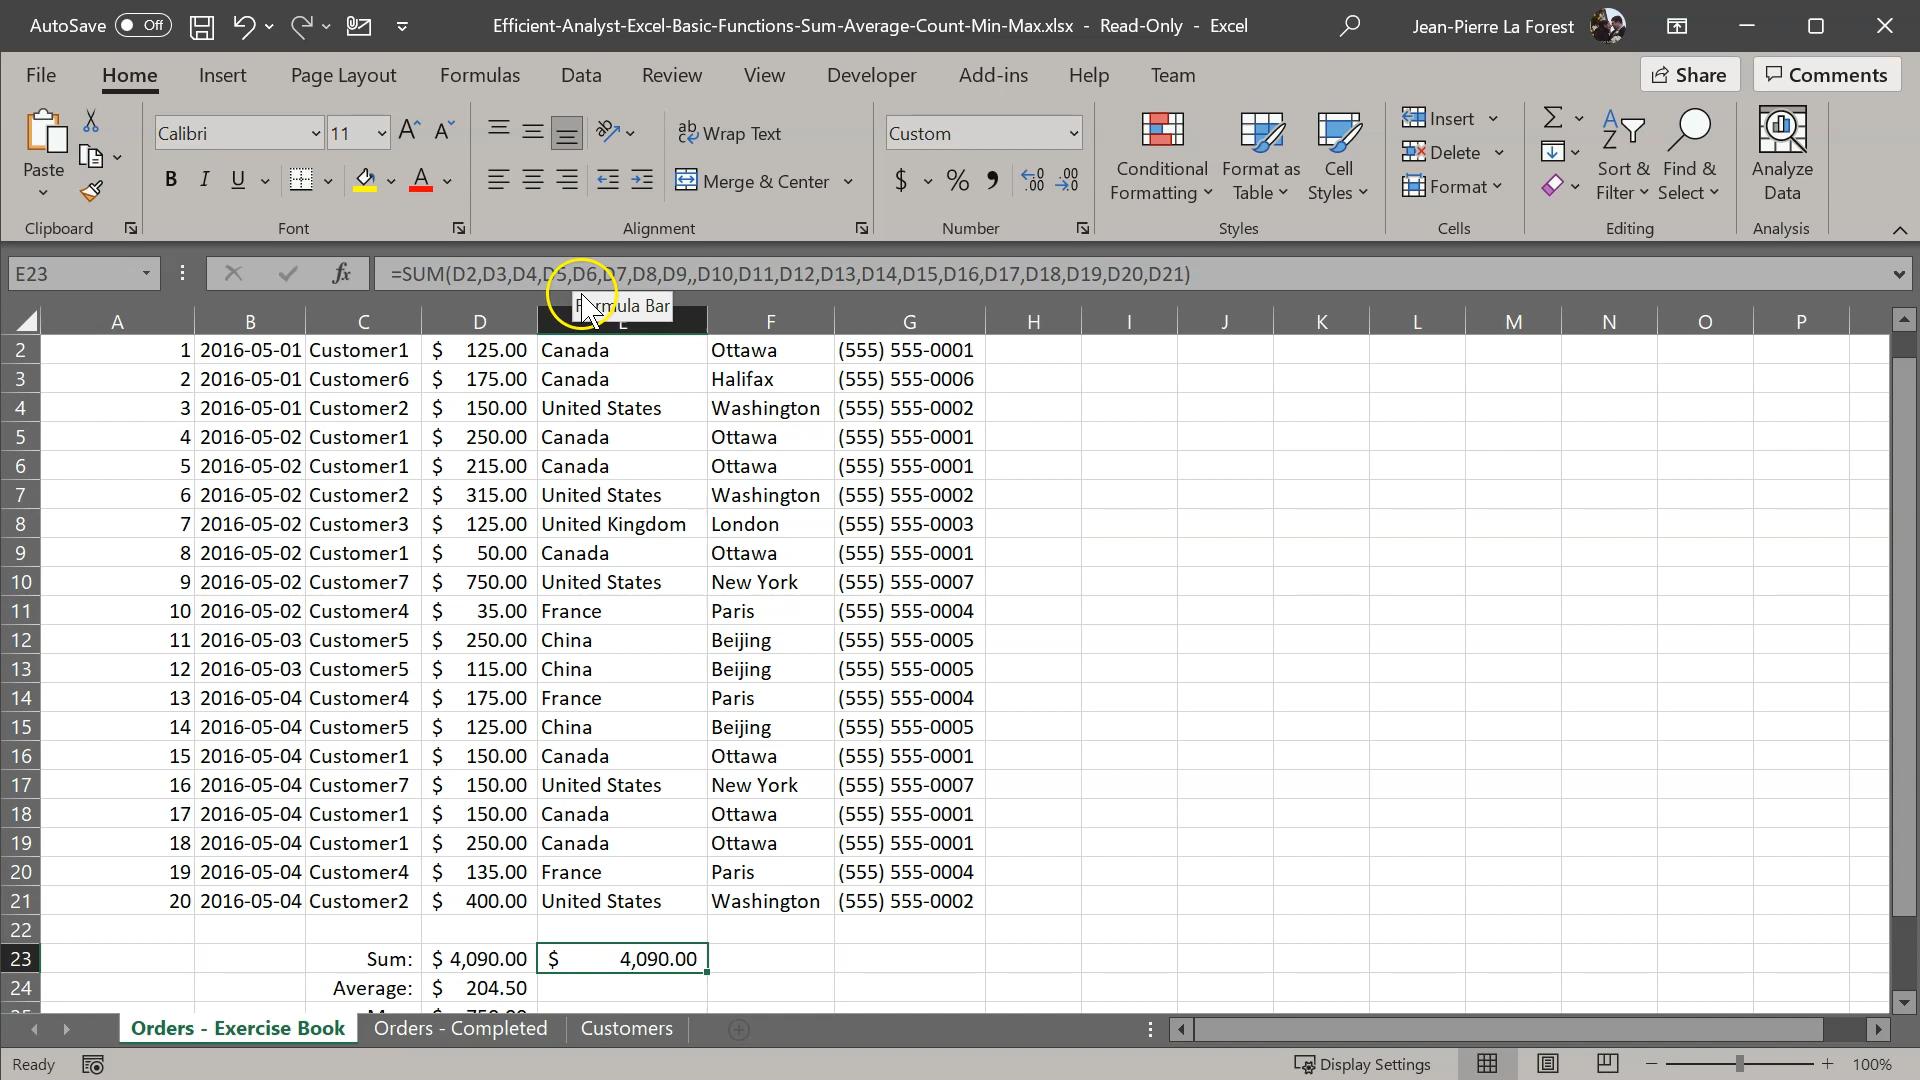 AutoSave Off Efficient-Analyst-Excel-Basic-Functions-Sum-Average-Count-Min-Max.xlsx - Read-Only - Excel Jean-Pierre La Forest
File Home Insert Page Layout Formulas Data Review View Developer Add-ins Help Team Share Comments
Paste Calibri 11 Wrap Text Merge & Center Custom $ % Conditional Formatting Format as Table Cell Styles Insert Delete Format Sort & Filter Find & Select Analyze Data
Clipboard Font Alignment Number Styles Cells Editing Analysis
E23 fx =SUM(D2,D3,D4,D5,D6,D7,D8,D9,,D10,D11,D12,D13,D14,D15,D16,D17,D18,D19,D20,D21)
Bar
A B C D F G H I J K L M N O P
2 1 2016-05-01 Customer1 $ 125.00 Canada Ottawa (555) 555-0001
3 2 2016-05-01 Customer6 $ 175.00 Canada Halifax (555) 555-0006
4 3 2016-05-01 Customer2 $ 150.00 United States Washington (555) 555-0002
5 4 2016-05-02 Customer1 $ 250.00 Canada Ottawa (555) 555-0001
6 5 2016-05-02 Customer1 $ 215.00 Canada Ottawa (555) 555-0001
7 6 2016-05-02 Customer2 $ 315.00 United States Washington (555) 555-0002
8 7 2016-05-02 Customer3 $ 125.00 United Kingdom London (555) 555-0003
9 8 2016-05-02 Customer1 $ 50.00 Canada Ottawa (555) 555-0001
10 9 2016-05-02 Customer7 $ 750.00 United States New York (555) 555-0007
11 10 2016-05-02 Customer4 $ 35.00 France Paris (555) 555-0004
12 11 2016-05-03 Customer5 $ 250.00 China Beijing (555) 555-0005
13 12 2016-05-03 Customer5 $ 115.00 China Beijing (555) 555-0005
14 13 2016-05-04 Customer4 $ 175.00 France Paris (555) 555-0004
15 14 2016-05-04 Customer5 $ 125.00 China Beijing (555) 555-0005
16 15 2016-05-04 Customer1 $ 150.00 Canada Ottawa (555) 555-0001
17 16 2016-05-04 Customer7 $ 150.00 United States New York (555) 555-0007
18 17 2016-05-04 Customer1 $ 150.00 Canada Ottawa (555) 555-0001
19 18 2016-05-04 Customer1 $ 250.00 Canada Ottawa (555) 555-0001
20 19 2016-05-04 Customer4 $ 135.00 France Paris (555) 555-0004
21 20 2016-05-04 Customer2 $ 400.00 United States Washington (555) 555-0002
22
23 Sum: $ 4,090.00 $ 4,090.00
24 Average: $ 204.50
Orders - Exercise Book Orders - Completed Customers
Ready Display Settings 100%